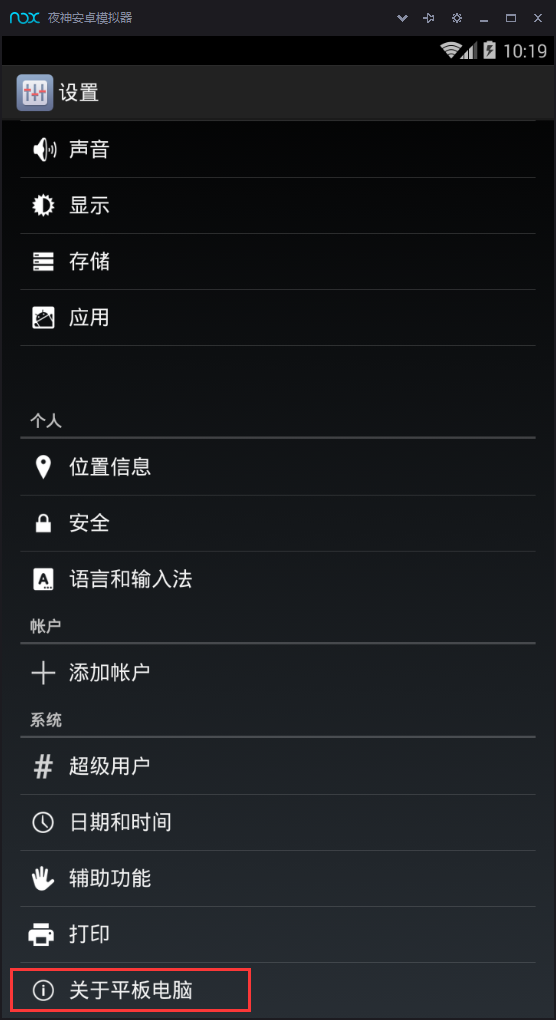 nox 夜神安卓模拟器
10:19
设置
声音
显示
存储
应用
个人
位置信息
安全
语言和输入法
帐户
添加帐户
系统
超级用户
日期和时间
辅助功能
打印
关于平板电脑